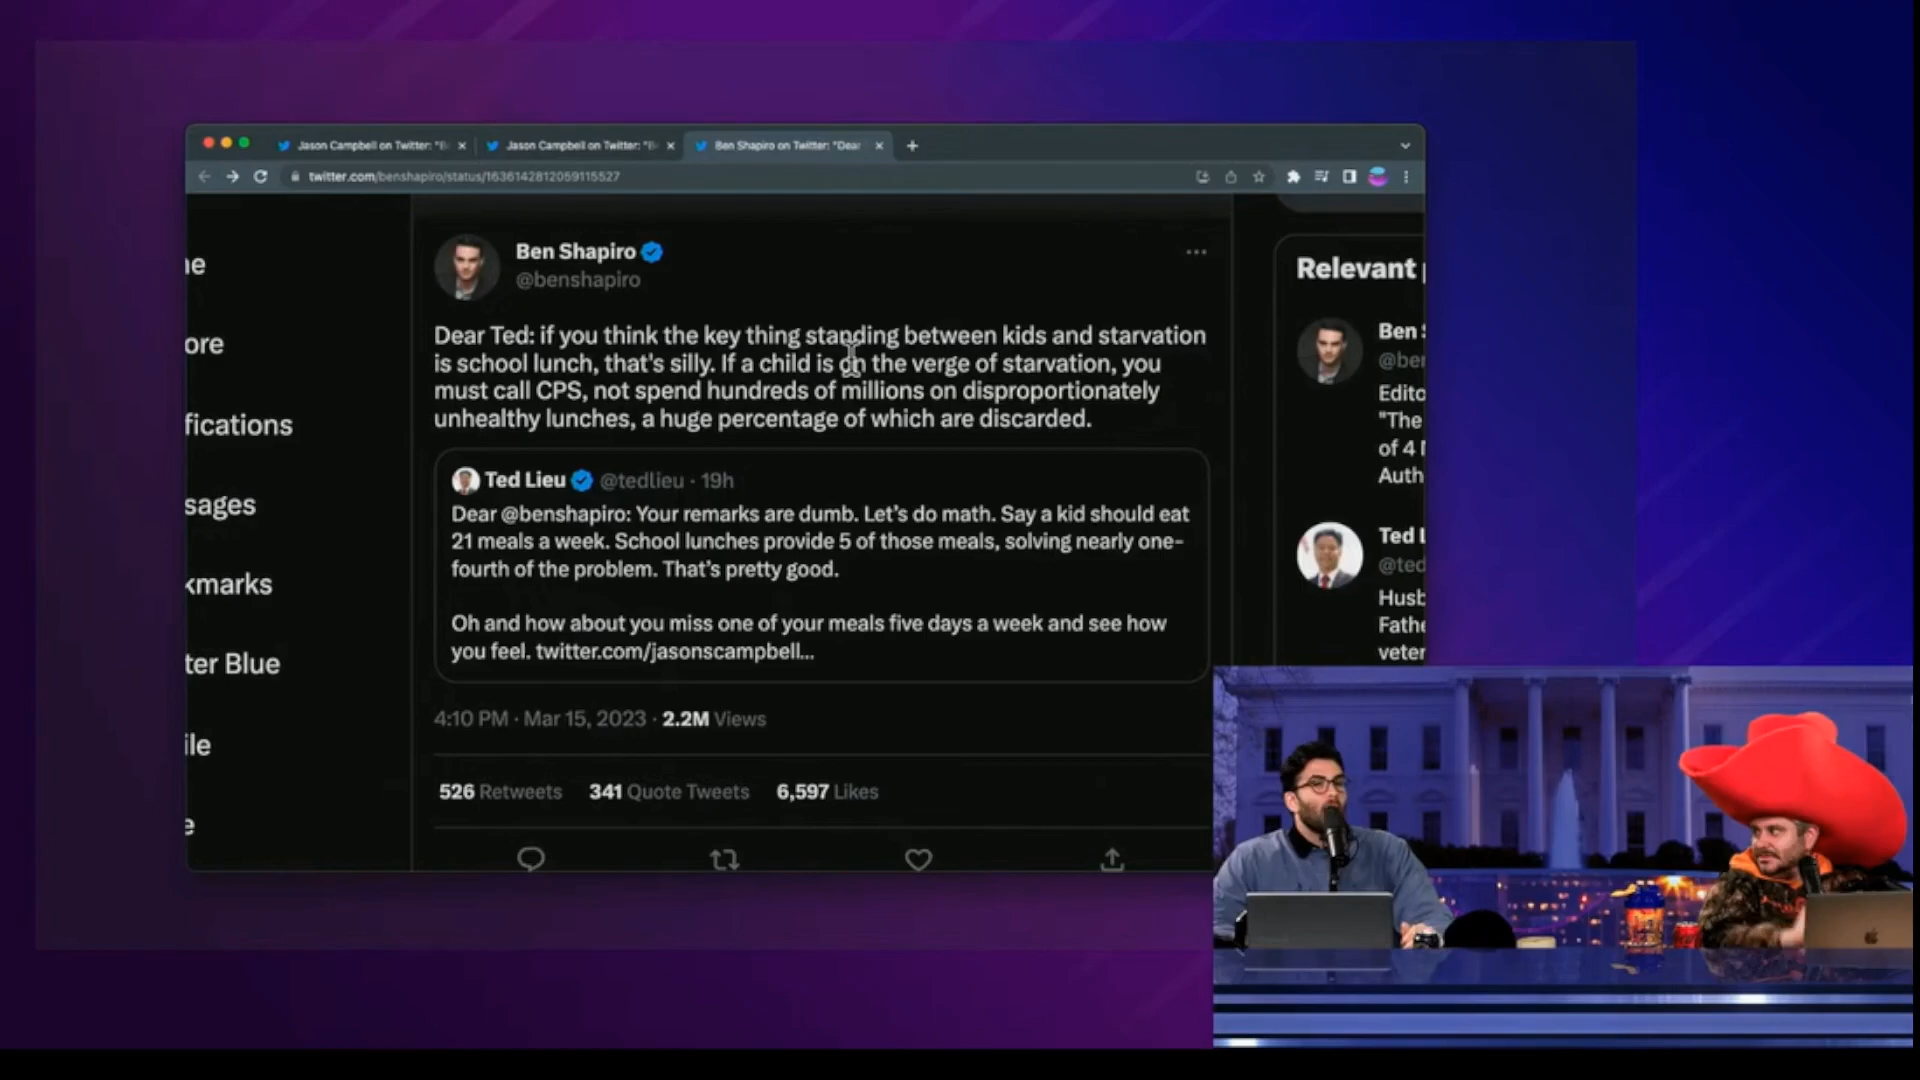 Jason Campbell on Twitter: "B
Jason Campbell on Twitter: "B
Ben Shapiro on Twitter: "Dear
twitter.com/benshapiro/status/1636142812059115527
e
ore
fications
sages
kmarks
ter Blue
ile
e
Ben Shapiro
@benshapiro
Dear Ted: if you think the key thing standing between kids and starvation
is school lunch, that's silly. If a child is on the verge of starvation, you
must call CPS, not spend hundreds of millions on disproportionately
unhealthy lunches, a huge percentage of which are discarded.
Ted Lieu @tedlieu · 19h
Dear @benshapiro: Your remarks are dumb. Let's do math. Say a kid should eat
21 meals a week. School lunches provide 5 of those meals, solving nearly one-
fourth of the problem. That's pretty good.
Oh and how about you miss one of your meals five days a week and see how
you feel. twitter.com/jasonscampbell...
4:10 PM · Mar 15, 2023 · 2.2M Views
526 Retweets 341 Quote Tweets 6,597 Likes
Relevant
Ben
@ben
Edito
"The
of 4
Auth
Ted L
@ted
Husb
Fathe
veter